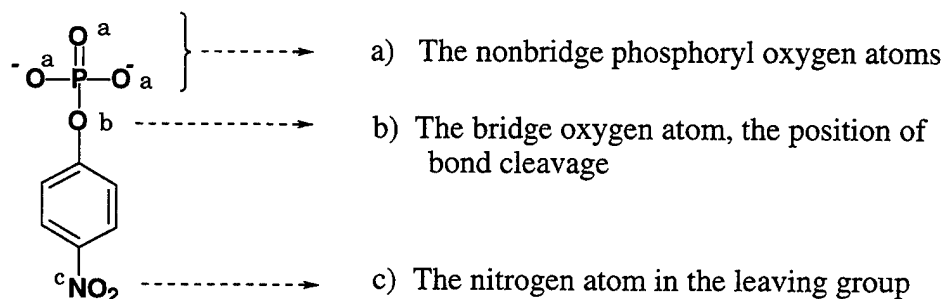 O a
- O a P O - a
O b
c NO2
a) The nonbridge phosphoryl oxygen atoms
b) The bridge oxygen atom, the position of
bond cleavage
c) The nitrogen atom in the leaving group